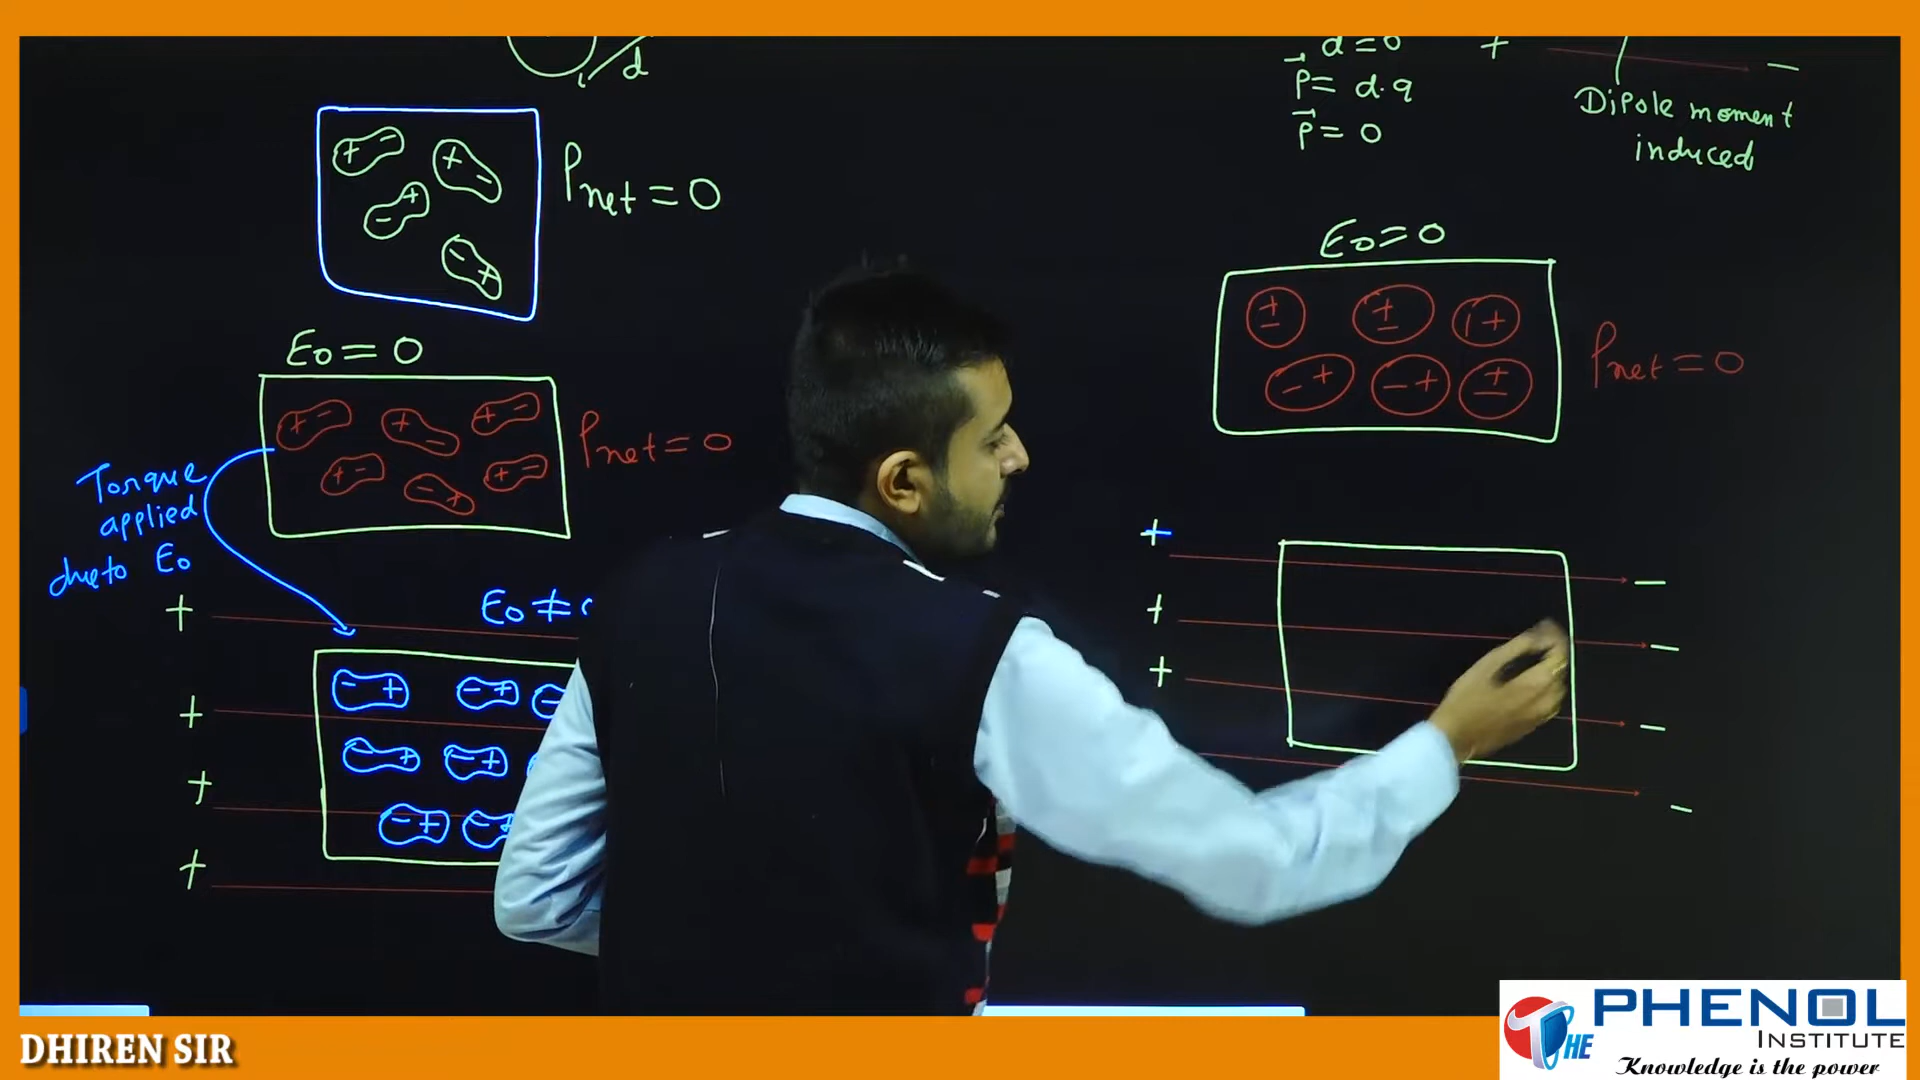 d
Pnet = 0
E0 = 0
+ - + - + -
+ - - + + -
Pnet = 0
Torque
applied
due to E0
E0 ≠
+
+
+
+
- + - +
- + - +
- + - +
d = 0
P = d.q
P = 0
+ -
Dipole moment
induced
E0 = 0
+ - + - +
- + - + + -
Pnet = 0
+ -
+ -
+ -
-
DHIREN SIR
THE PHENOL
INSTITUTE
Knowledge is the power